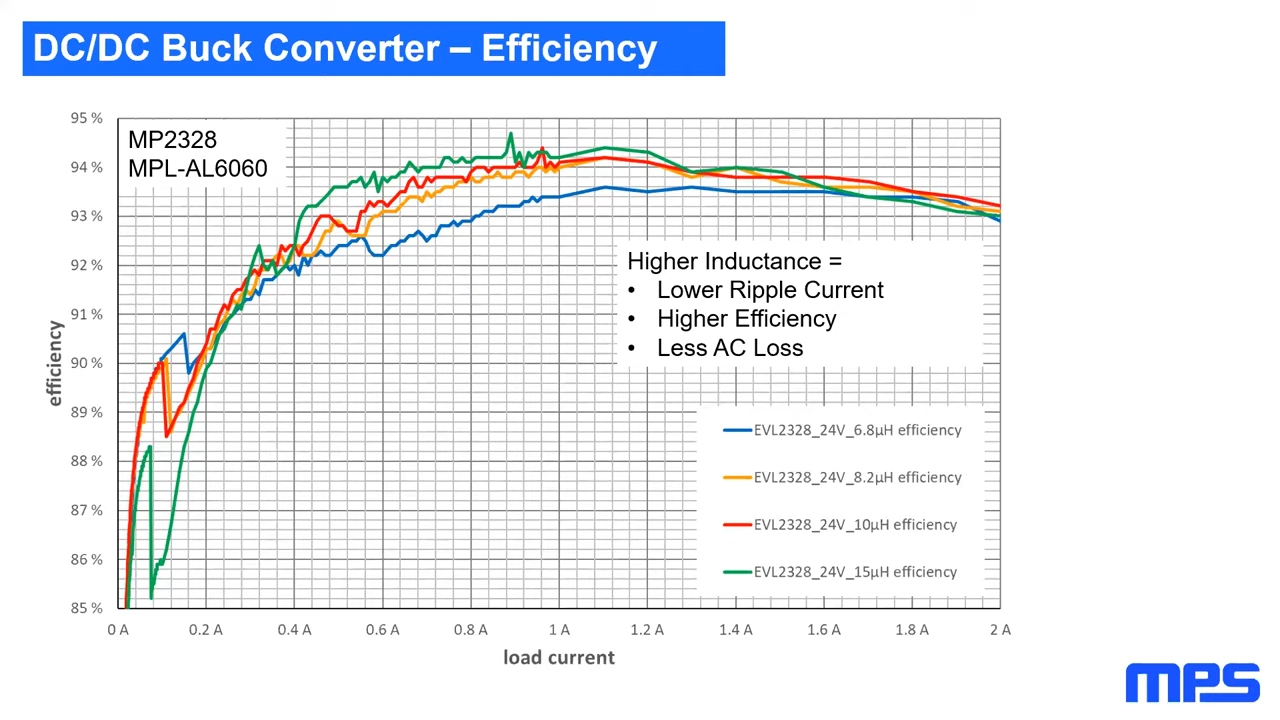 DC/DC Buck Converter – Efficiency
95 %
94 %
93 %
92 %
91 %
90 %
89 %
88 %
87 %
86 %
85 %
efficiency
MP2328
MPL-AL6060
Higher Inductance =
• Lower Ripple Current
• Higher Efficiency
• Less AC Loss
EVL2328_24V_6.8µH efficiency
EVL2328_24V_8.2µH efficiency
EVL2328_24V_10µH efficiency
EVL2328_24V_15µH efficiency
0 A 0.2 A 0.4 A 0.6 A 0.8 A 1 A 1.2 A 1.4 A 1.6 A 1.8 A 2 A
load current
mPS